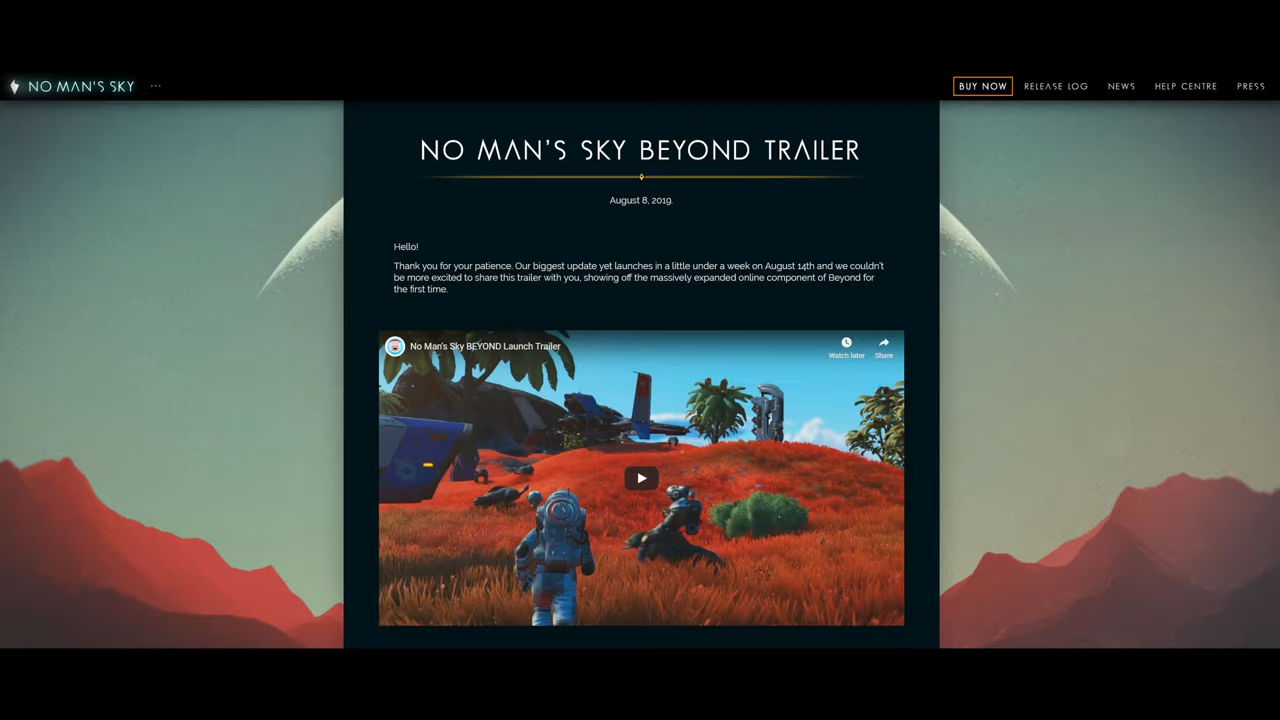 NO MAN'S SKY ...
BUY NOW RELEASE LOG NEWS HELP CENTRE PRESS
NO MAN'S SKY BEYOND TRAILER
August 8, 2019.
Hello!
Thank you for your patience. Our biggest update yet launches in a little under a week on August 14th and we couldn't
be more excited to share this trailer with you, showing off the massively expanded online component of Beyond for
the first time.
No Man's Sky BEYOND Launch Trailer
Watch later Share